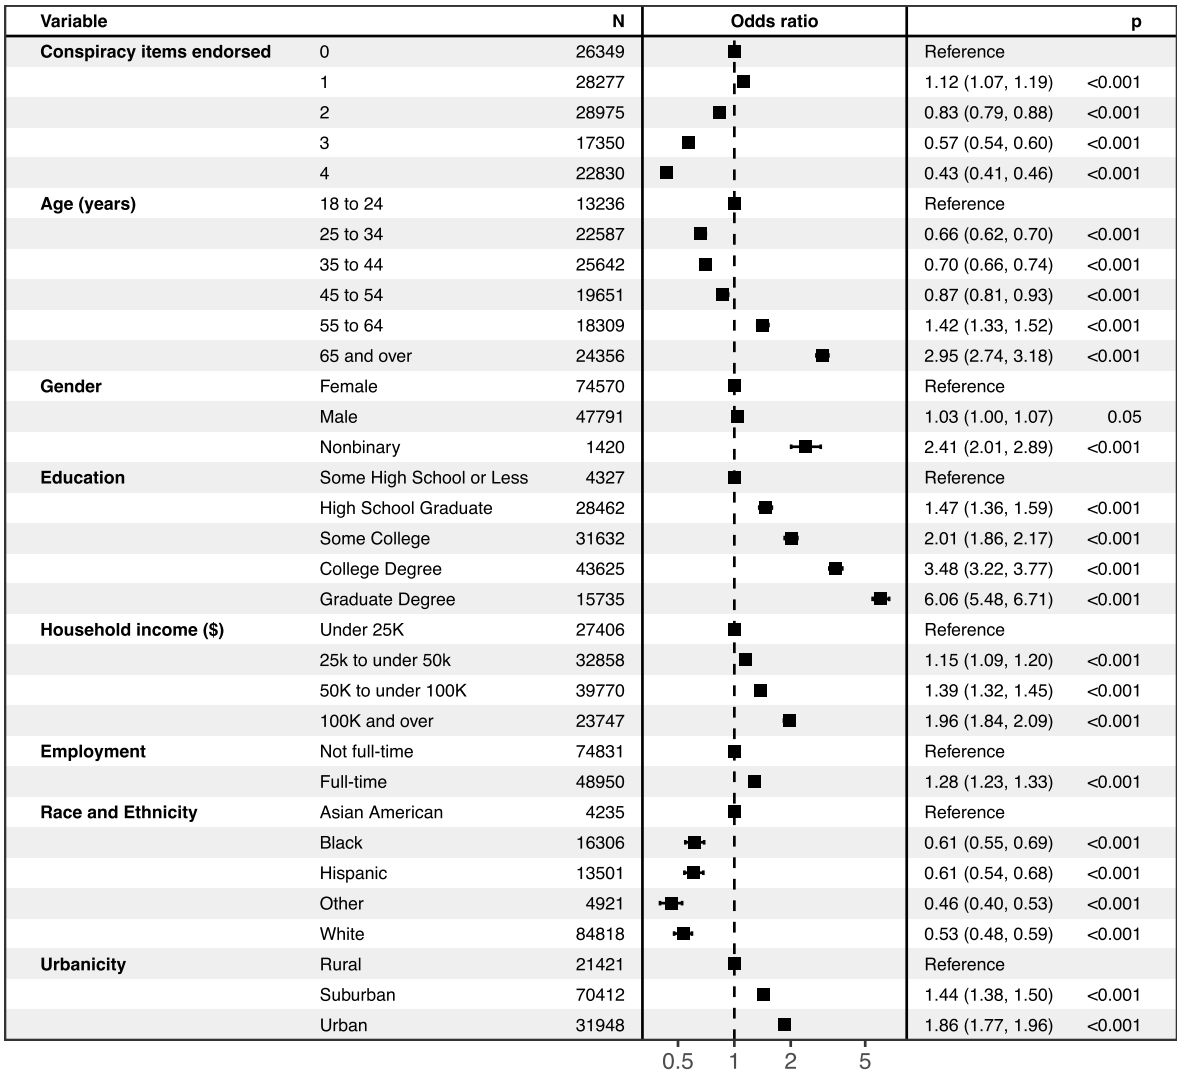 Variable N Odds ratio p
Conspiracy items endorsed 0 26349 Reference
1 28277 1.12 (1.07, 1.19) <0.001
2 28975 0.83 (0.79, 0.88) <0.001
3 17350 0.57 (0.54, 0.60) <0.001
4 22830 0.43 (0.41, 0.46) <0.001
Age (years) 18 to 24 13236 Reference
25 to 34 22587 0.66 (0.62, 0.70) <0.001
35 to 44 25642 0.70 (0.66, 0.74) <0.001
45 to 54 19651 0.87 (0.81, 0.93) <0.001
55 to 64 18309 1.42 (1.33, 1.52) <0.001
65 and over 24356 2.95 (2.74, 3.18) <0.001
Gender Female 74570 Reference
Male 47791 1.03 (1.00, 1.07) 0.05
Nonbinary 1420 2.41 (2.01, 2.89) <0.001
Education Some High School or Less 4327 Reference
High School Graduate 28462 1.47 (1.36, 1.59) <0.001
Some College 31632 2.01 (1.86, 2.17) <0.001
College Degree 43625 3.48 (3.22, 3.77) <0.001
Graduate Degree 15735 6.06 (5.48, 6.71) <0.001
Household income ($) Under 25K 27406 Reference
25k to under 50k 32858 1.15 (1.09, 1.20) <0.001
50K to under 100K 39770 1.39 (1.32, 1.45) <0.001
100K and over 23747 1.96 (1.84, 2.09) <0.001
Employment Not full-time 74831 Reference
Full-time 48950 1.28 (1.23, 1.33) <0.001
Race and Ethnicity Asian American 4235 Reference
Black 16306 0.61 (0.55, 0.69) <0.001
Hispanic 13501 0.61 (0.54, 0.68) <0.001
Other 4921 0.46 (0.40, 0.53) <0.001
White 84818 0.53 (0.48, 0.59) <0.001
Urbanicity Rural 21421 Reference
Suburban 70412 1.44 (1.38, 1.50) <0.001
Urban 31948 1.86 (1.77, 1.96) <0.001
0.5 1 2 5